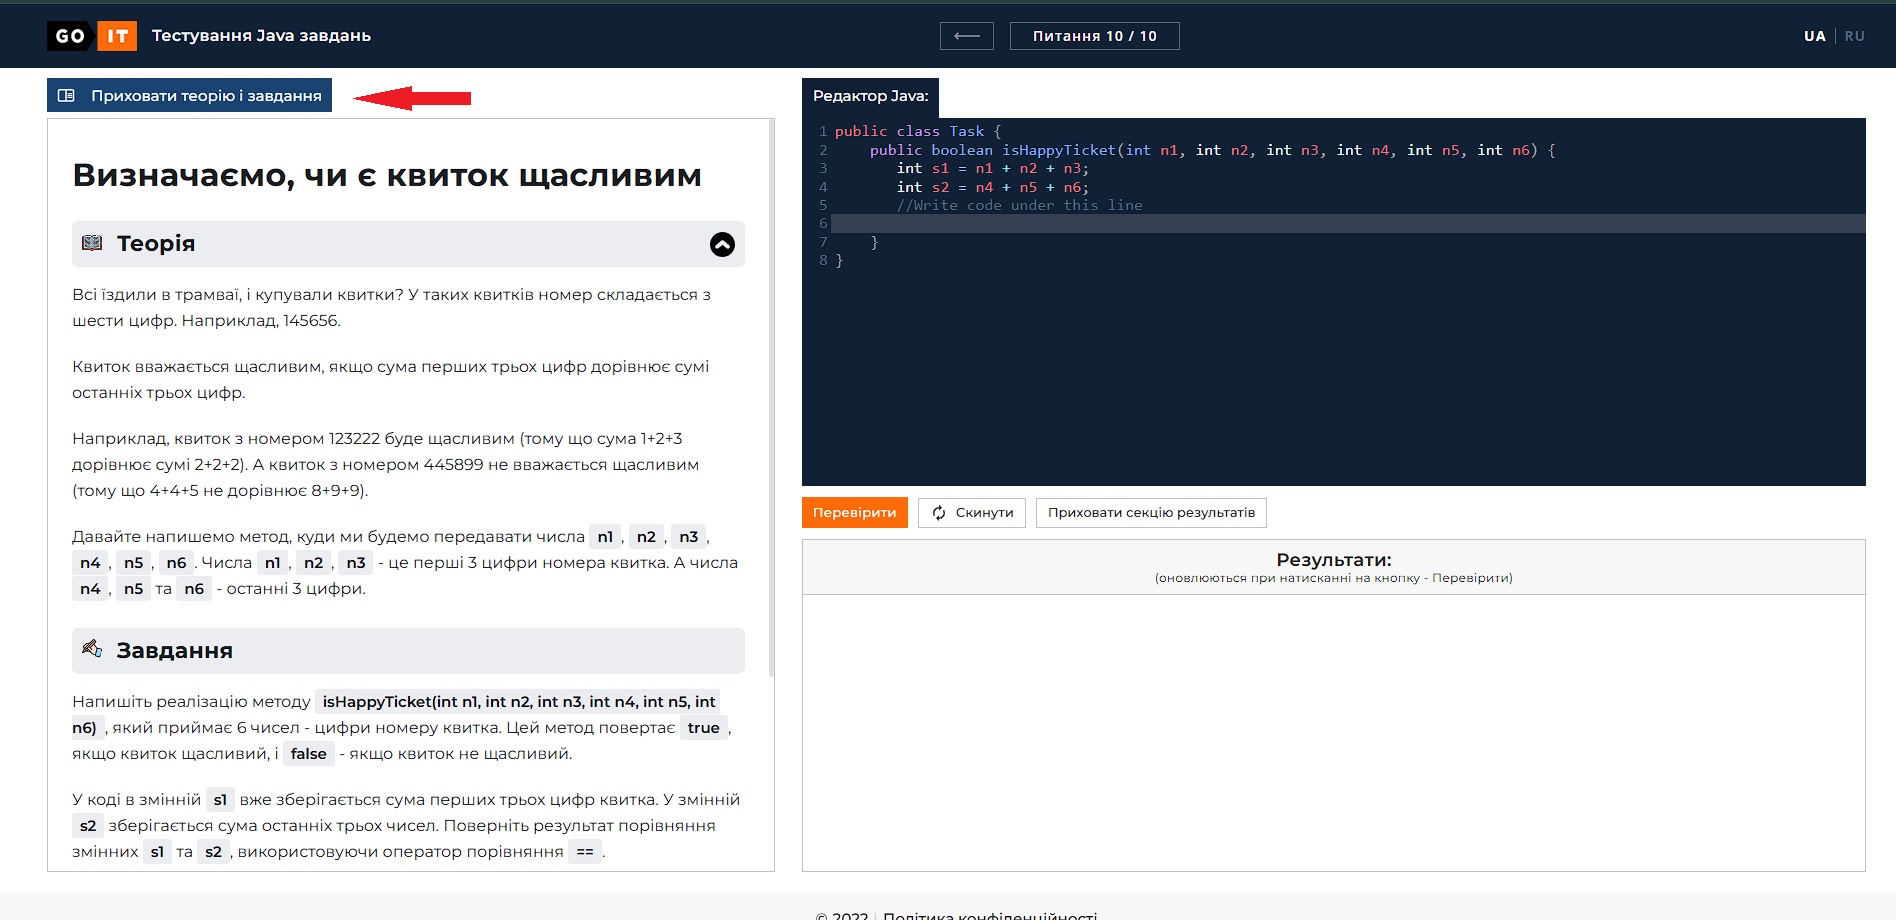 GO IT Тестування Java завдань
Питання 10 / 10
UA | RU
Приховати теорію і завдання
Визначаємо, чи є квиток щасливим
Теорія
Всі їздили в трамваї, і купували квитки? У таких квитків номер складається з
шести цифр. Наприклад, 145656.
Квиток вважається щасливим, якщо сума перших трьох цифр дорівнює сумі
останніх трьох цифр.
Наприклад, квиток з номером 123222 буде щасливим (тому що сума 1+2+3
дорівнює сумі 2+2+2). А квиток з номером 445899 не вважається щасливим
(тому що 4+4+5 не дорівнює 8+9+9).
Давайте напишемо метод, куди ми будемо передавати числа n1 , n2 , n3 ,
n4 , n5 , n6 . Числа n1 , n2 , n3 - це перші 3 цифри номера квитка. А числа
n4 , n5 та n6 - останні 3 цифри.
Завдання
Напишіть реалізацію методу isHappyTicket(int n1, int n2, int n3, int n4, int n5, int
n6) , який приймає 6 чисел - цифри номеру квитка. Цей метод повертає true ,
якщо квиток щасливий, і false - якщо квиток не щасливий.
У коді в змінній s1 вже зберігається сума перших трьох цифр квитка. У змінній
s2 зберігається сума останніх трьох чисел. Поверніть результат порівняння
змінних s1 та s2 , використовуючи оператор порівняння == .
Редактор Java:
1 public class Task {
2 public boolean isHappyTicket(int n1, int n2, int n3, int n4, int n5, int n6) {
3 int s1 = n1 + n2 + n3;
4 int s2 = n4 + n5 + n6;
5 //Write code under this line
6
7 }
8 }
Перевірити
Скинути
Приховати секцію результатів
Результати:
(оновлюються при натисканні на кнопку - Перевірити)
© 2022 | Політика конфіденційності